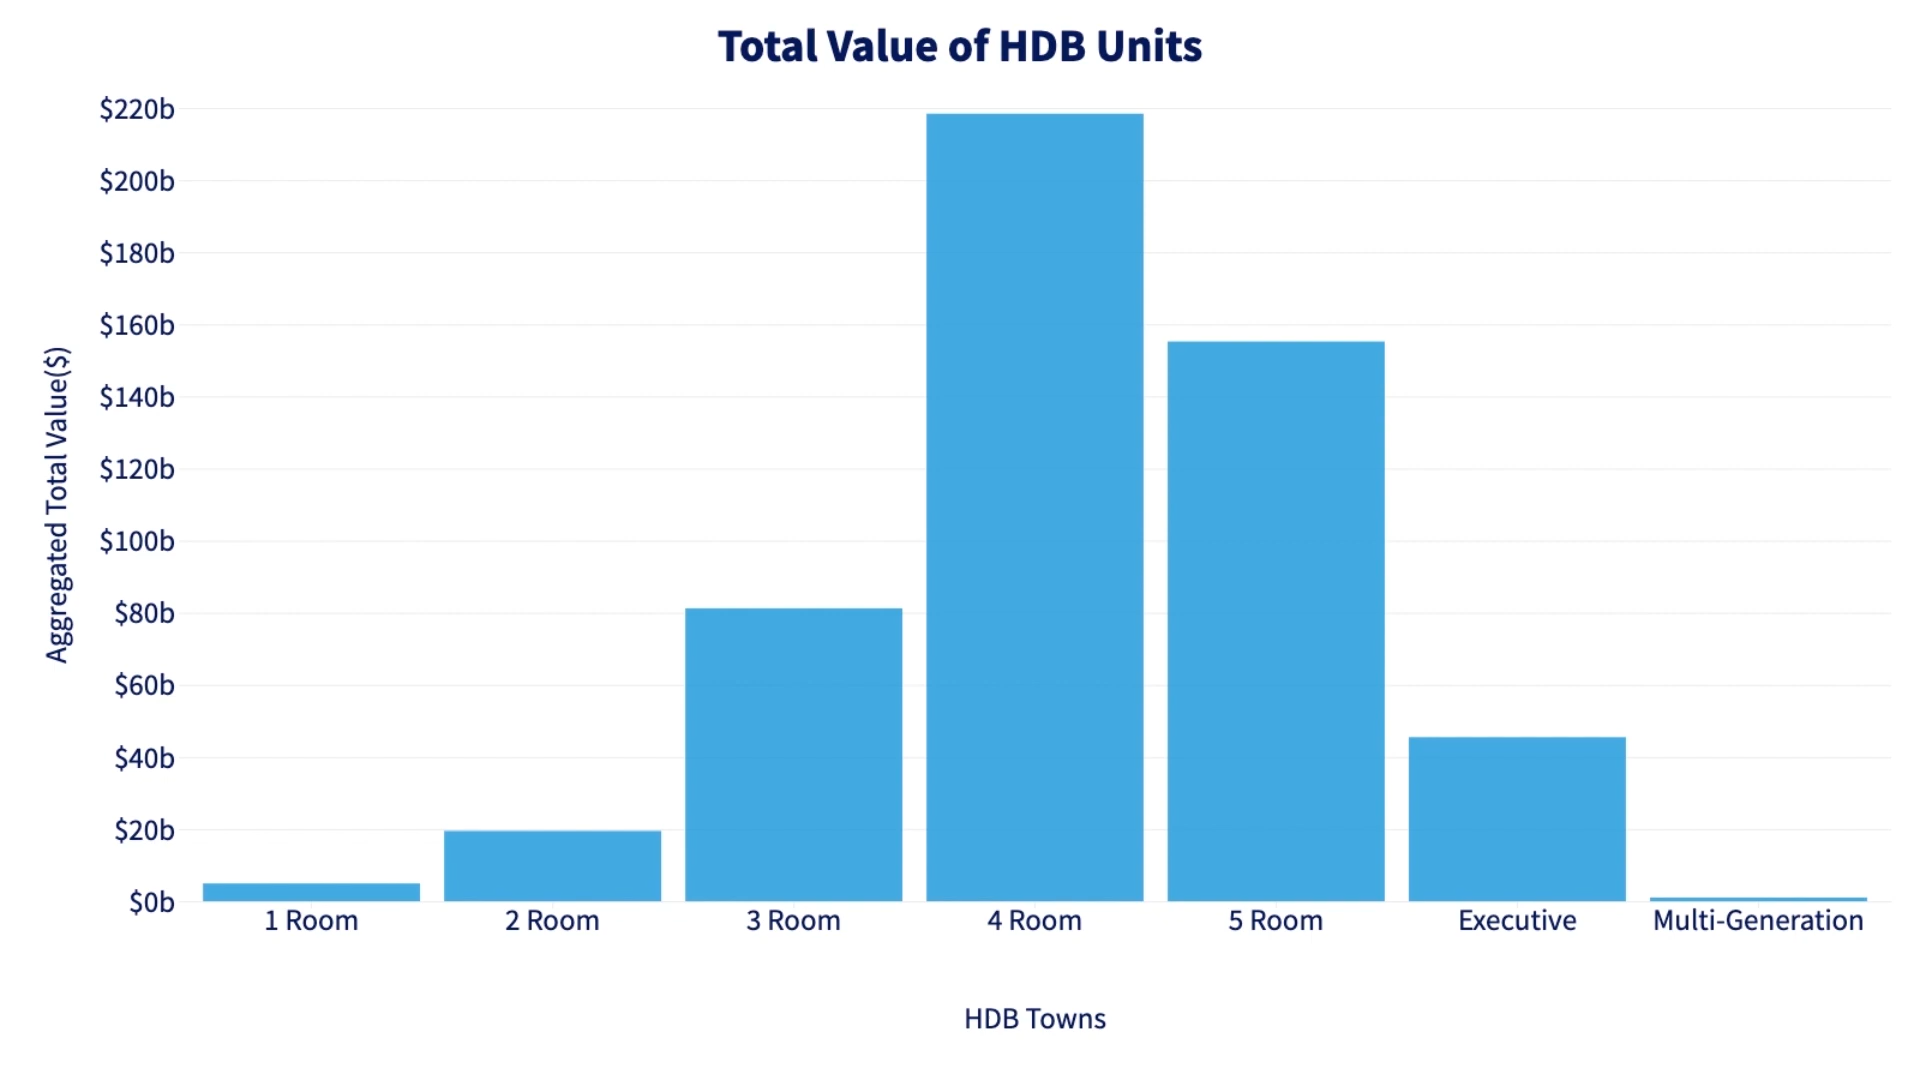 Total Value of HDB Units
Aggregated Total Value($)
$220b
$200b
$180b
$160b
$140b
$120b
$100b
$80b
$60b
$40b
$20b
$0b
1 Room
2 Room
3 Room
4 Room
5 Room
Executive
Multi-Generation
HDB Towns